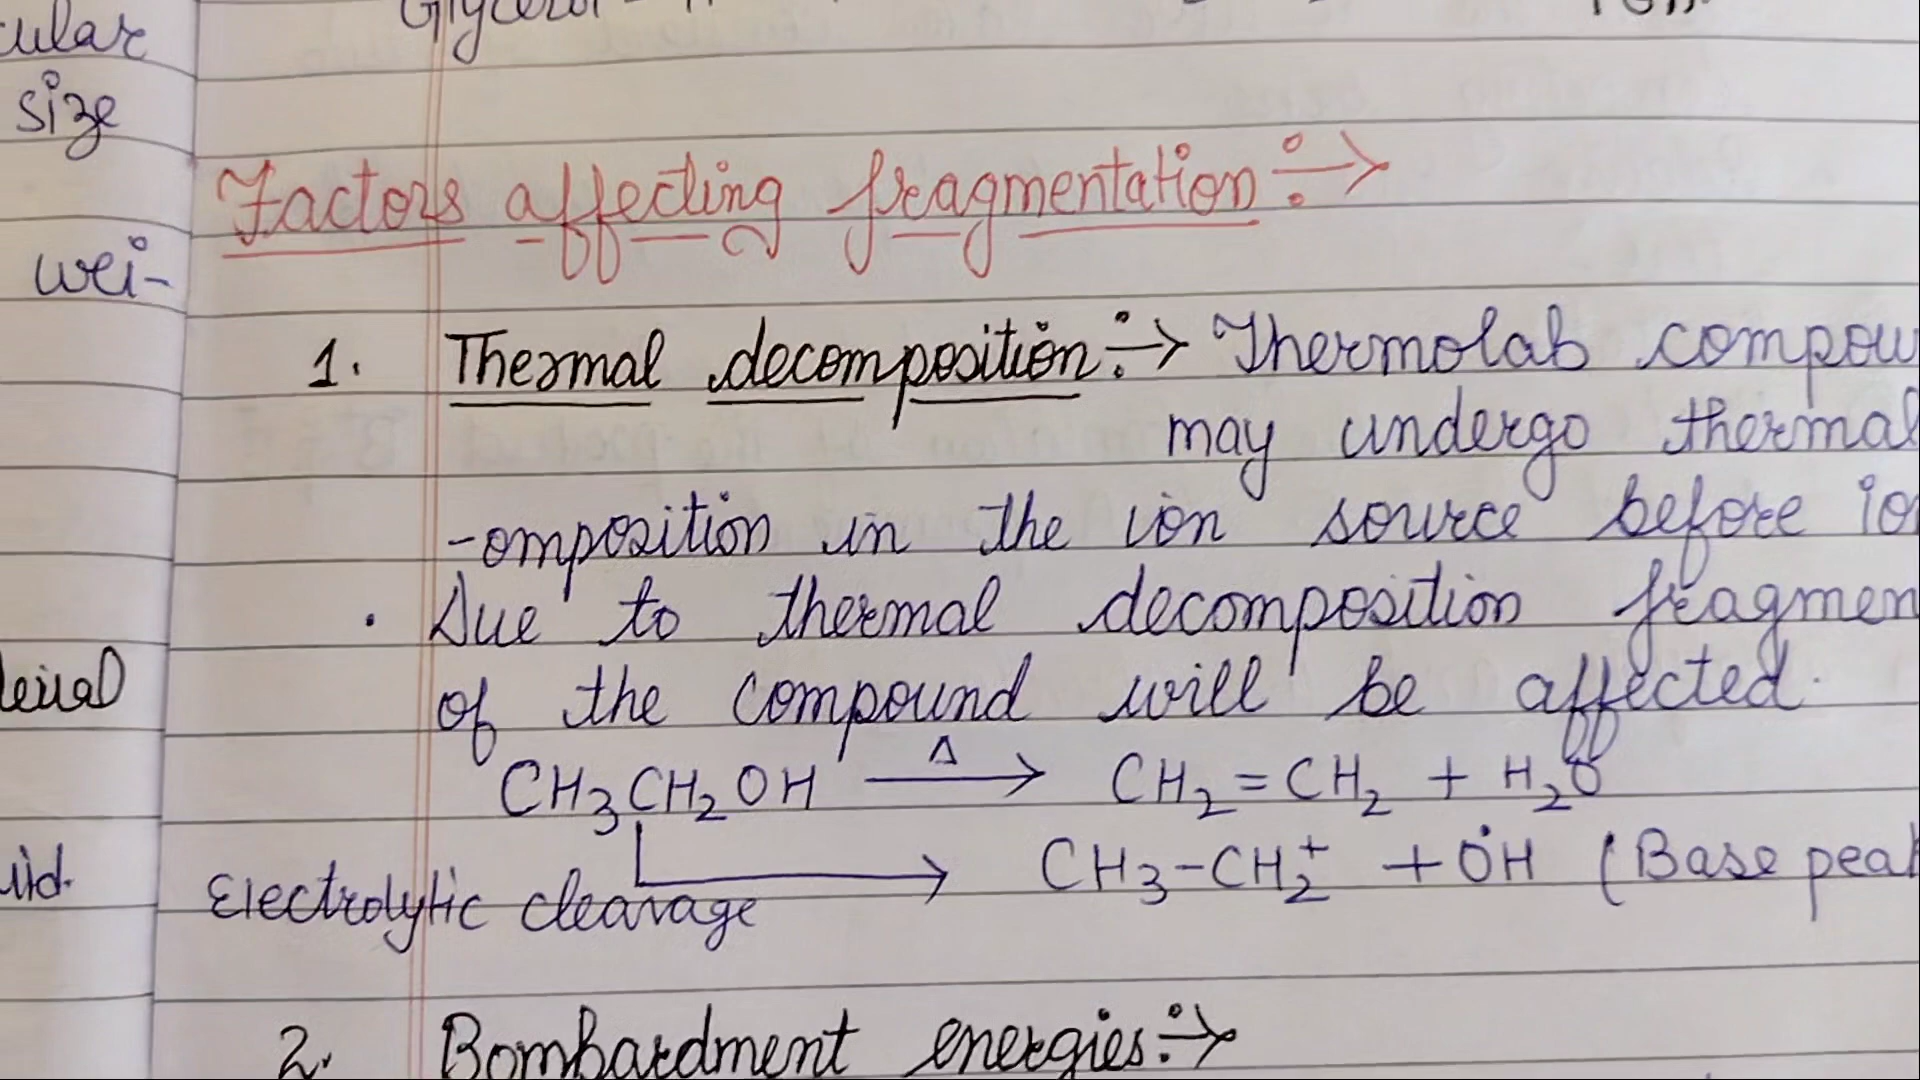 cular
size
wei-
Glycerol
Factors affecting fragmentation :→
1. Thermal decomposition :→ Thermolab compou
may undergo thermal
-omposition in the ion source before io
. Due to thermal decomposition fragmen
of the compound will be affected.
CH3CH2OH —Δ→ CH2=CH2 + H2O
Electrolytic cleavage → CH3-CH2+ + ȮH (Base peak
2. Bombardment energies :→